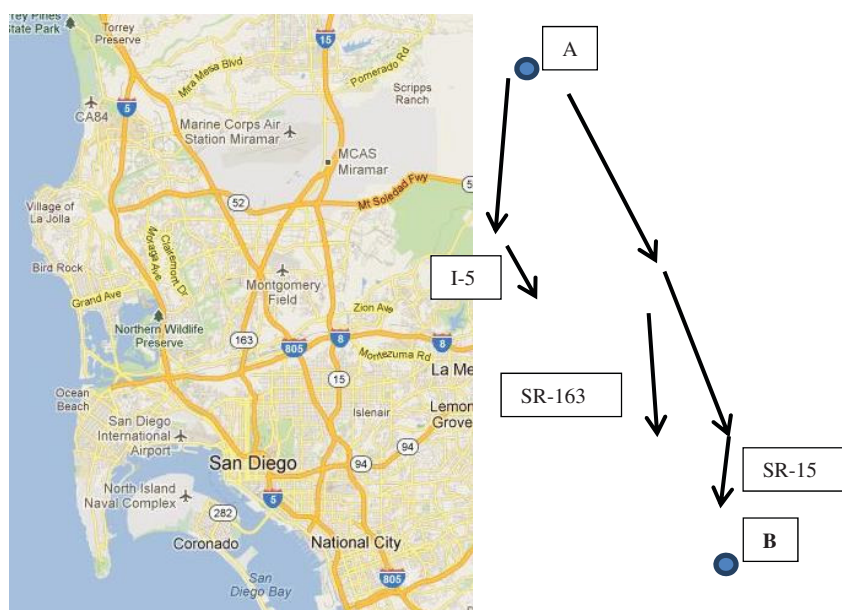 rrey Pines
State Park
Torrey
Preserve
15
Mira Mesa Blvd
Pomerado Rd
Scripps
Ranch
5
CA84
Marine Corps Air
Station Miramar
MCAS
Miramar
52
Mt Soledad Fwy
5
Village of
La Jolla
Moraga Ave
Clairemont Dr
Bird Rock
Montgomery
Field
Grand Ave
Zion Ave
Northern Wildlife
Preserve
163
805
8
8
Montezuma Rd
La Me
Ocean
Beach
15
Islenair
Lemon
Grove
San Diego
International
Airport
94
94
San Diego
North Island
Naval Complex
5
282
Coronado
National City
805
San
Diego Bay
A
I-5
SR-163
SR-15
B